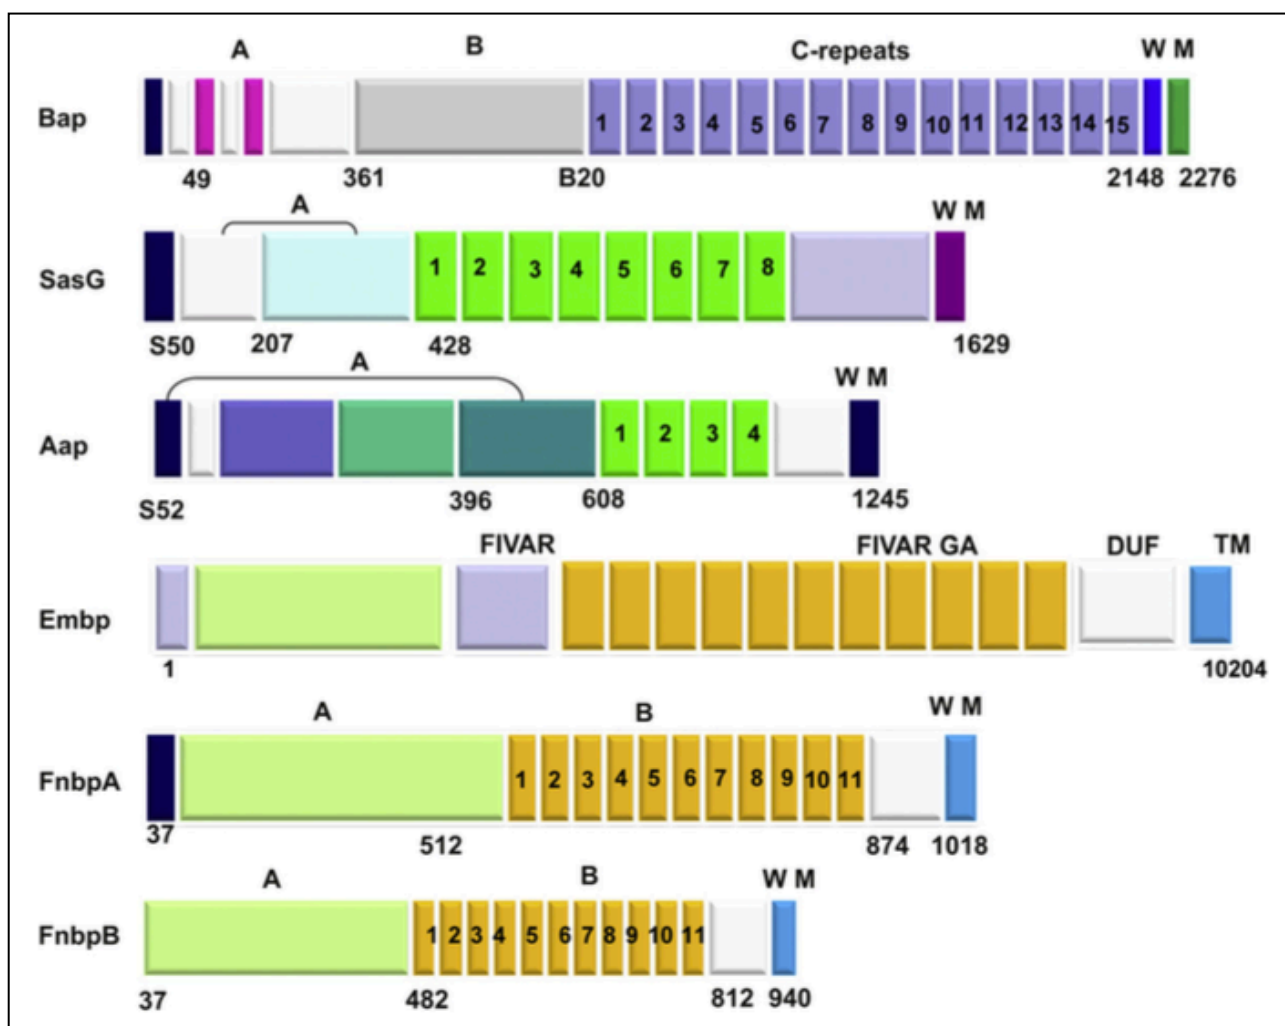 A B C-repeats W M
Bap 1 2 3 4 5 6 7 8 9 10 11 12 13 14 15
49 361 B20 2148 2276
A W M
SasG 1 2 3 4 5 6 7 8
S50 207 428 1629
A W M
Aap 1 2 3 4
S52 396 608 1245
FIVAR FIVAR GA DUF TM
Embp
1 10204
A B W M
FnbpA 1 2 3 4 5 6 7 8 9 10 11
37 512 874 1018
A B W M
FnbpB 1 2 3 4 5 6 7 8 9 10 11
37 482 812 940